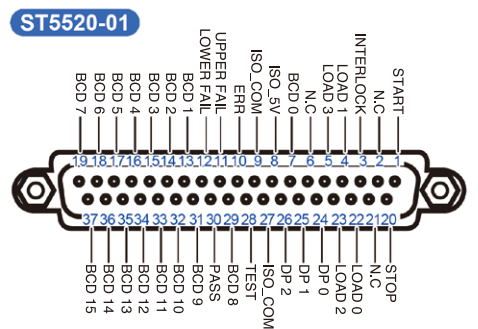 ST5520-01
BCD 7
BCD 6
BCD 5
BCD 4
BCD 3
BCD 2
BCD 1
LOWER FAIL
UPPER FAIL
ERR
ISO_COM
ISO_5V
BCD 0
N.C
LOAD 3
LOAD 1
INTERLOCK
N.C
START
19 18 17 16 15 14 13 12 11 10 9 8 7 6 5 4 3 2 1
37 36 35 34 33 32 31 30 29 28 27 26 25 24 23 22 21 20
BCD 15
BCD 14
BCD 13
BCD 12
BCD 11
BCD 10
BCD 9
PASS
BCD 8
TEST
ISO_COM
DP 2
DP 1
DP 0
LOAD 2
LOAD 0
N.C
STOP